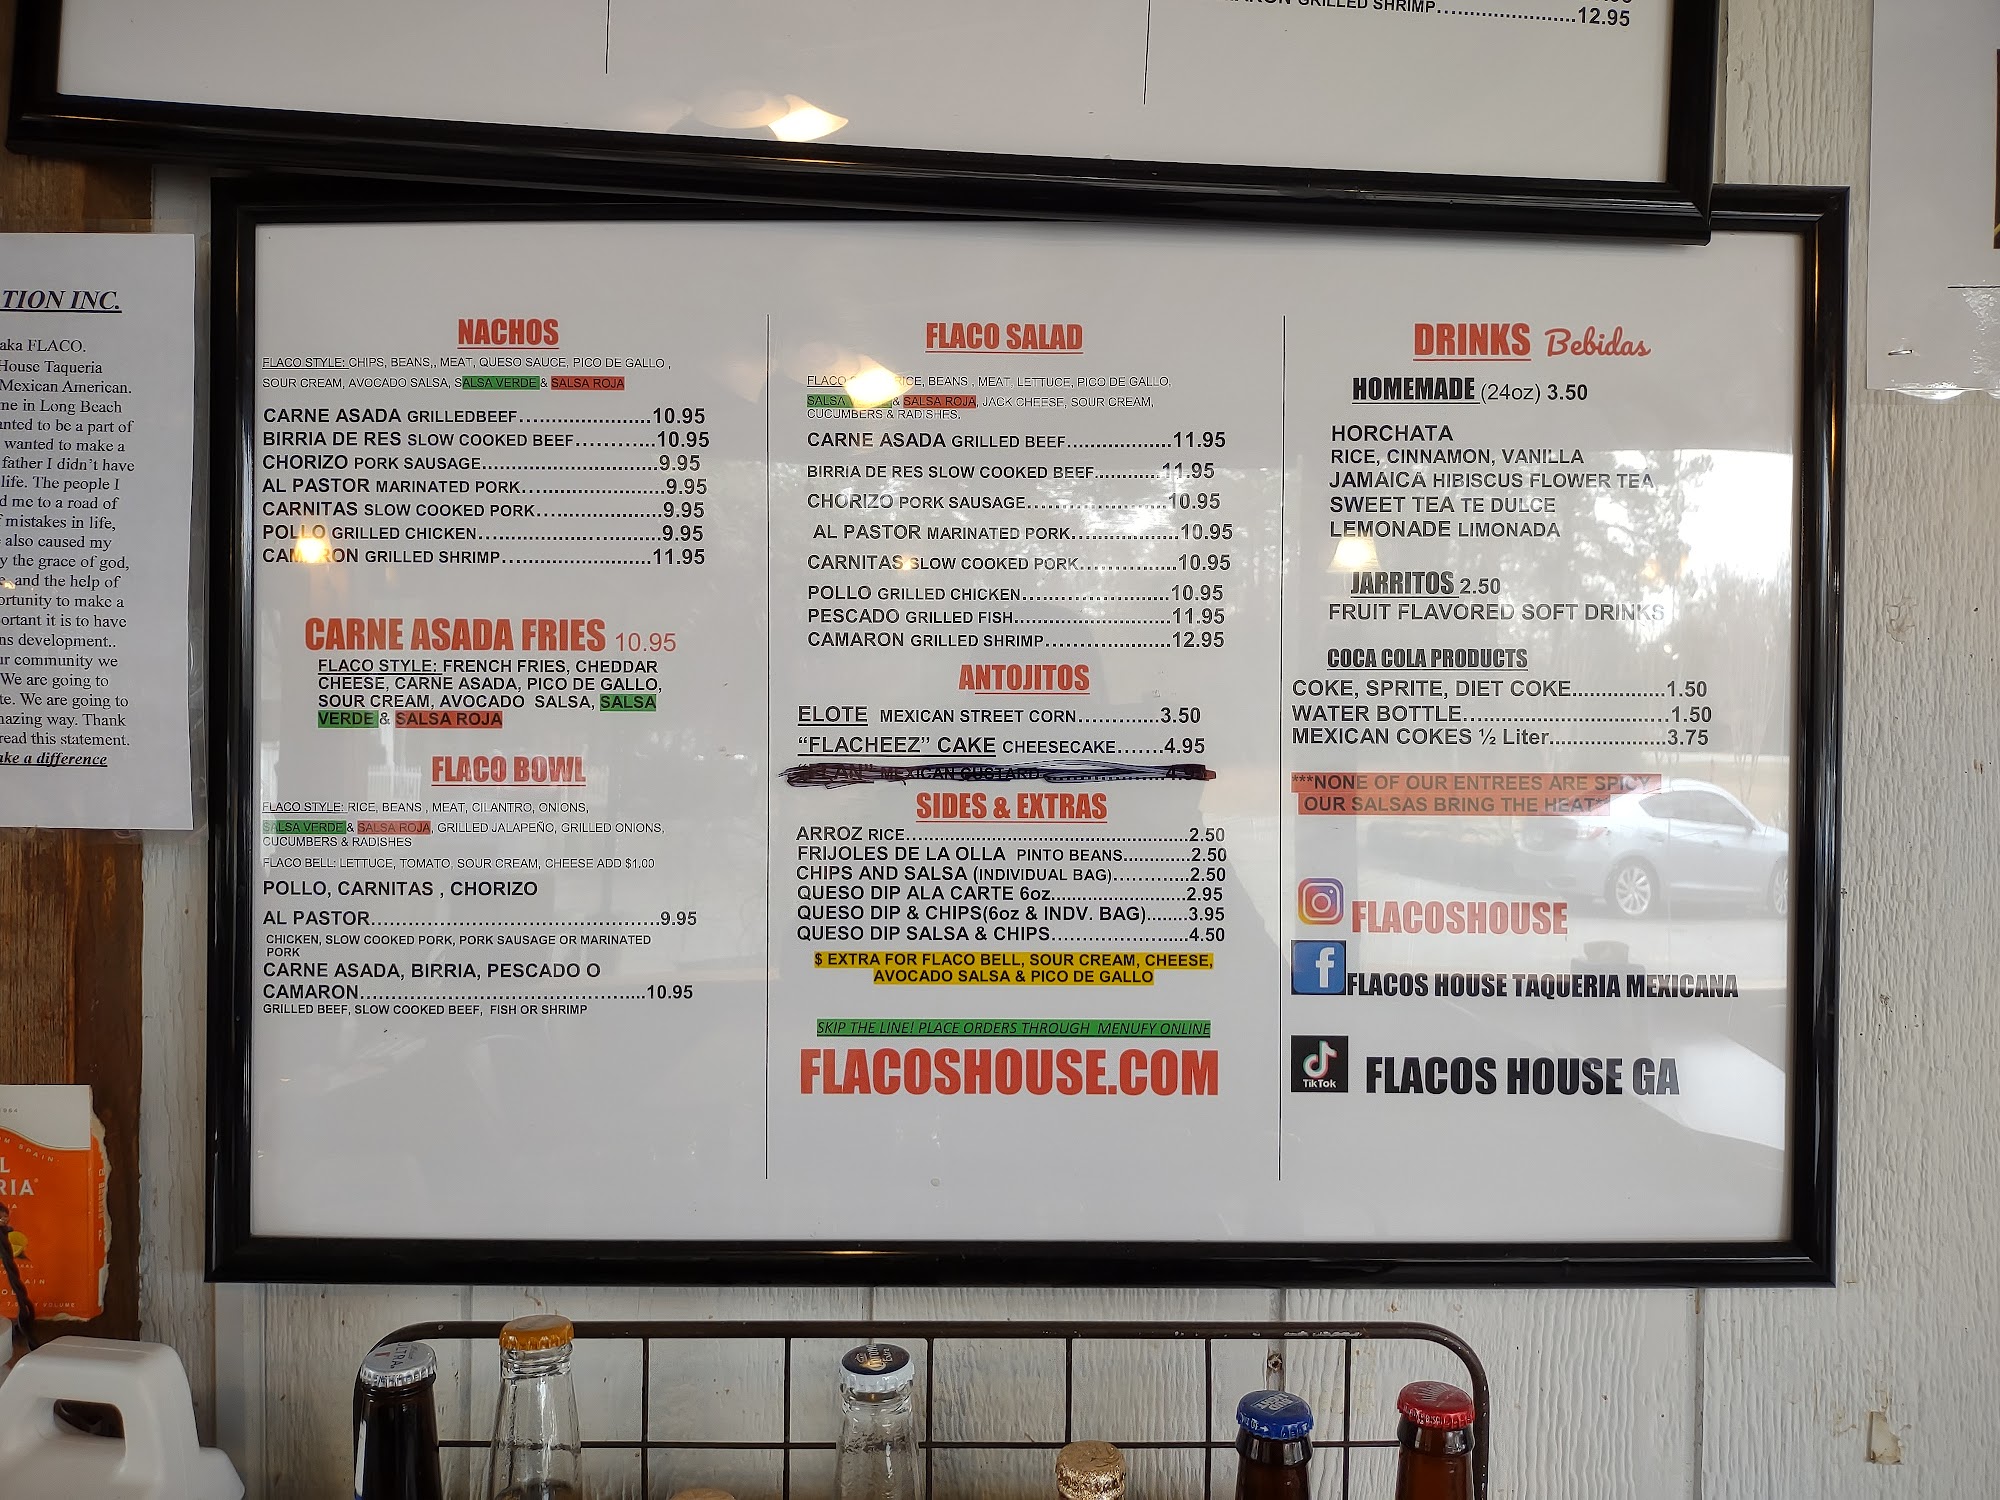 GRILLED SHRIMP............................12.95
TION INC.
aka FLACO.
House Taqueria
Mexican American.
me in Long Beach
anted to be a part of
wanted to make a
father I didn't have
life. The people I
d me to a road of
mistakes in life,
also caused my
y the grace of god,
and the help of
ortunity to make a
ortant it is to have
ns development..
ur community we
We are going to
te. We are going to
mazing way. Thank
read this statement.
ake a difference
NACHOS
FLACO STYLE: CHIPS, BEANS,, MEAT, QUESO SAUCE, PICO DE GALLO ,
SOUR CREAM, AVOCADO SALSA, SALSA VERDE & SALSA ROJA
CARNE ASADA GRILLEDBEEF.......................10.95
BIRRIA DE RES SLOW COOKED BEEF............10.95
CHORIZO PORK SAUSAGE..............................9.95
AL PASTOR MARINATED PORK........................9.95
CARNITAS SLOW COOKED PORK.....................9.95
POLLO GRILLED CHICKEN..............................9.95
CAMARON GRILLED SHRIMP.........................11.95
CARNE ASADA FRIES 10.95
FLACO STYLE: FRENCH FRIES, CHEDDAR
CHEESE, CARNE ASADA, PICO DE GALLO,
SOUR CREAM, AVOCADO SALSA, SALSA
VERDE & SALSA ROJA
FLACO BOWL
FLACO STYLE: RICE, BEANS , MEAT, CILANTRO, ONIONS,
SALSA VERDE & SALSA ROJA, GRILLED JALAPEÑO, GRILLED ONIONS,
CUCUMBERS & RADISHES
FLACO BELL: LETTUCE, TOMATO, SOUR CREAM, CHEESE ADD $1.00
POLLO, CARNITAS , CHORIZO
AL PASTOR..............................................9.95
CHICKEN, SLOW COOKED PORK, PORK SAUSAGE OR MARINATED
PORK
CARNE ASADA, BIRRIA, PESCADO O
CAMARON..............................................10.95
GRILLED BEEF, SLOW COOKED BEEF, FISH OR SHRIMP
FLACO SALAD
FLACO RICE, BEANS , MEAT, LETTUCE, PICO DE GALLO,
SALSA & SALSA ROJA, JACK CHEESE, SOUR CREAM,
CUCUMBERS & RADISHES.
CARNE ASADA GRILLED BEEF..................11.95
BIRRIA DE RES SLOW COOKED BEEF...........11.95
CHORIZO PORK SAUSAGE........................10.95
AL PASTOR MARINATED PORK...................10.95
CARNITAS SLOW COOKED PORK.................10.95
POLLO GRILLED CHICKEN.........................10.95
PESCADO GRILLED FISH...........................11.95
CAMARON GRILLED SHRIMP......................12.95
ANTOJITOS
ELOTE MEXICAN STREET CORN..............3.50
“FLACHEEZ” CAKE CHEESECAKE.......4.95
SIDES & EXTRAS
ARROZ RICE................................................2.50
FRIJOLES DE LA OLLA PINTO BEANS...........2.50
CHIPS AND SALSA (INDIVIDUAL BAG).............2.50
QUESO DIP ALA CARTE 6oz.......................2.95
QUESO DIP & CHIPS(6oz & INDV. BAG).......3.95
QUESO DIP SALSA & CHIPS.......................4.50
$ EXTRA FOR FLACO BELL, SOUR CREAM, CHEESE,
AVOCADO SALSA & PICO DE GALLO
SKIP THE LINE! PLACE ORDERS THROUGH MENUFY ONLINE
FLACOSHOUSE.COM
DRINKS Bebidas
HOMEMADE (24oz) 3.50
HORCHATA
RICE, CINNAMON, VANILLA
JAMAICA HIBISCUS FLOWER TEA
SWEET TEA TE DULCE
LEMONADE LIMONADA
JARRITOS 2.50
FRUIT FLAVORED SOFT DRINKS
COCA COLA PRODUCTS
COKE, SPRITE, DIET COKE...............1.50
WATER BOTTLE.................................1.50
MEXICAN COKES ½ Liter...................3.75
***NONE OF OUR ENTREES ARE SPICY
OUR SALSAS BRING THE HEAT*
FLACOSHOUSE
f FLACOS HOUSE TAQUERIA MEXICANA
TikTok FLACOS HOUSE GA
ULTRA
Corona
Extra